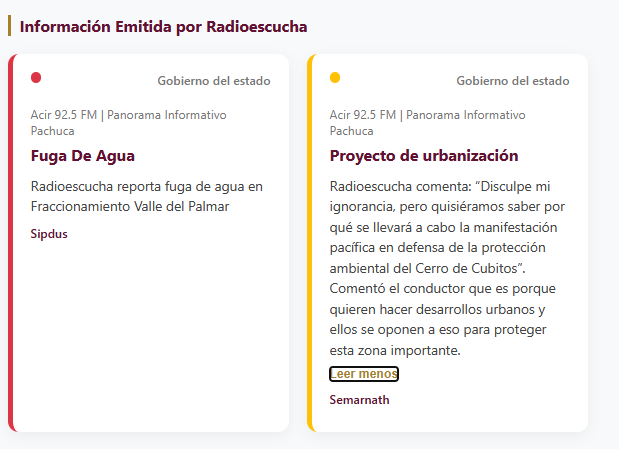 Información Emitida por Radioescucha
Gobierno del estado
Acir 92.5 FM | Panorama Informativo
Pachuca
Fuga De Agua
Radioescucha reporta fuga de agua en
Fraccionamiento Valle del Palmar
Sipdus
Gobierno del estado
Acir 92.5 FM | Panorama Informativo
Pachuca
Proyecto de urbanización
Radioescucha comenta: “Disculpe mi
ignorancia, pero quisiéramos saber por
qué se llevará a cabo la manifestación
pacífica en defensa de la protección
ambiental del Cerro de Cubitos”.
Comentó el conductor que es porque
quieren hacer desarrollos urbanos y
ellos se oponen a eso para proteger
esta zona importante.
Leer menos
Semarnath